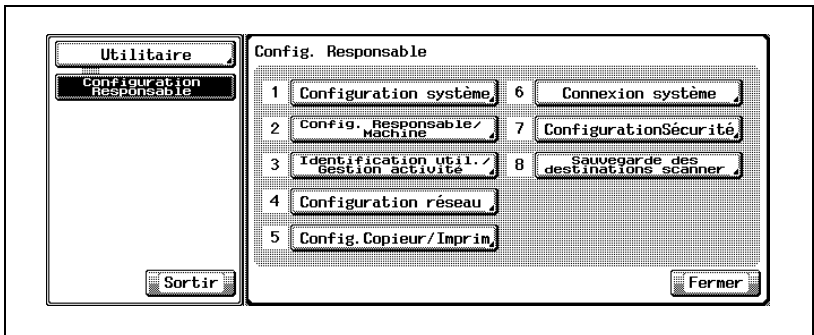 Utilitaire
Configuration
Responsable
Sortir
Config. Responsable
1 Configuration système
2 Config. Responsable/
Machine
3 Identification util./
Gestion activité
4 Configuration réseau
5 Config.Copieur/Imprim
6 Connexion système
7 ConfigurationSécurité
8 Sauvegarde des
destinations scanner
Fermer